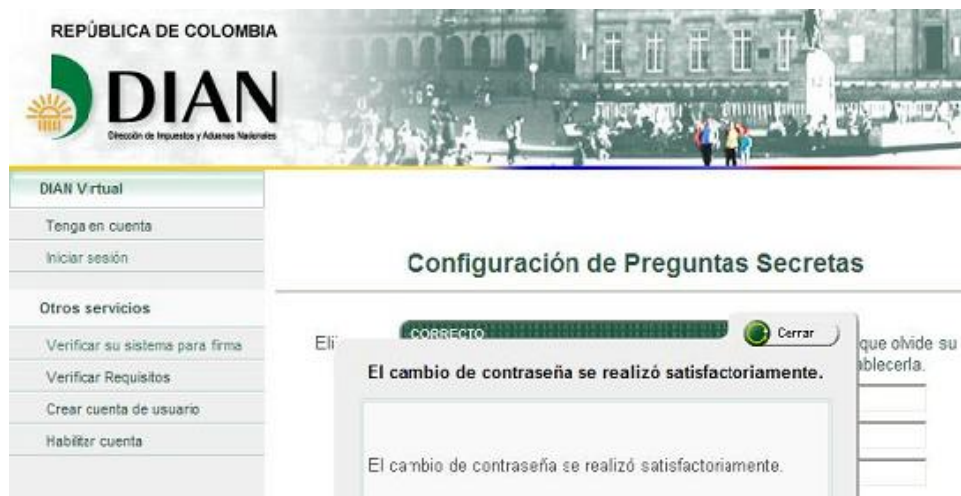 REPÚBLICA DE COLOMBIA
DIAN
Dirección de Impuestos y Aduanas Nacionales
DIAN Virtual
Tenga en cuenta
Iniciar sesión
Otros servicios
Verificar su sistema para firma
Verificar Requisitos
Crear cuenta de usuario
Habilitar cuenta
Configuración de Preguntas Secretas
que olvide su
CORRECTO
Cerrar
El cambio de contraseña se realizó satisfactoriamente.
El cambio de contraseña se realizó satisfactoriamente.